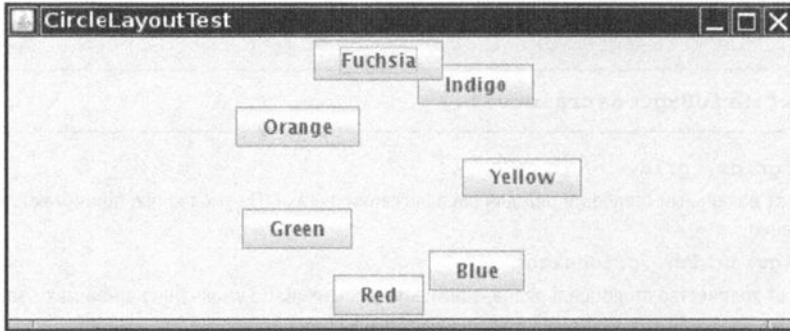 CircleLayoutTest
Fuchsia
Indigo
Orange
Yellow
Green
Blue
Red